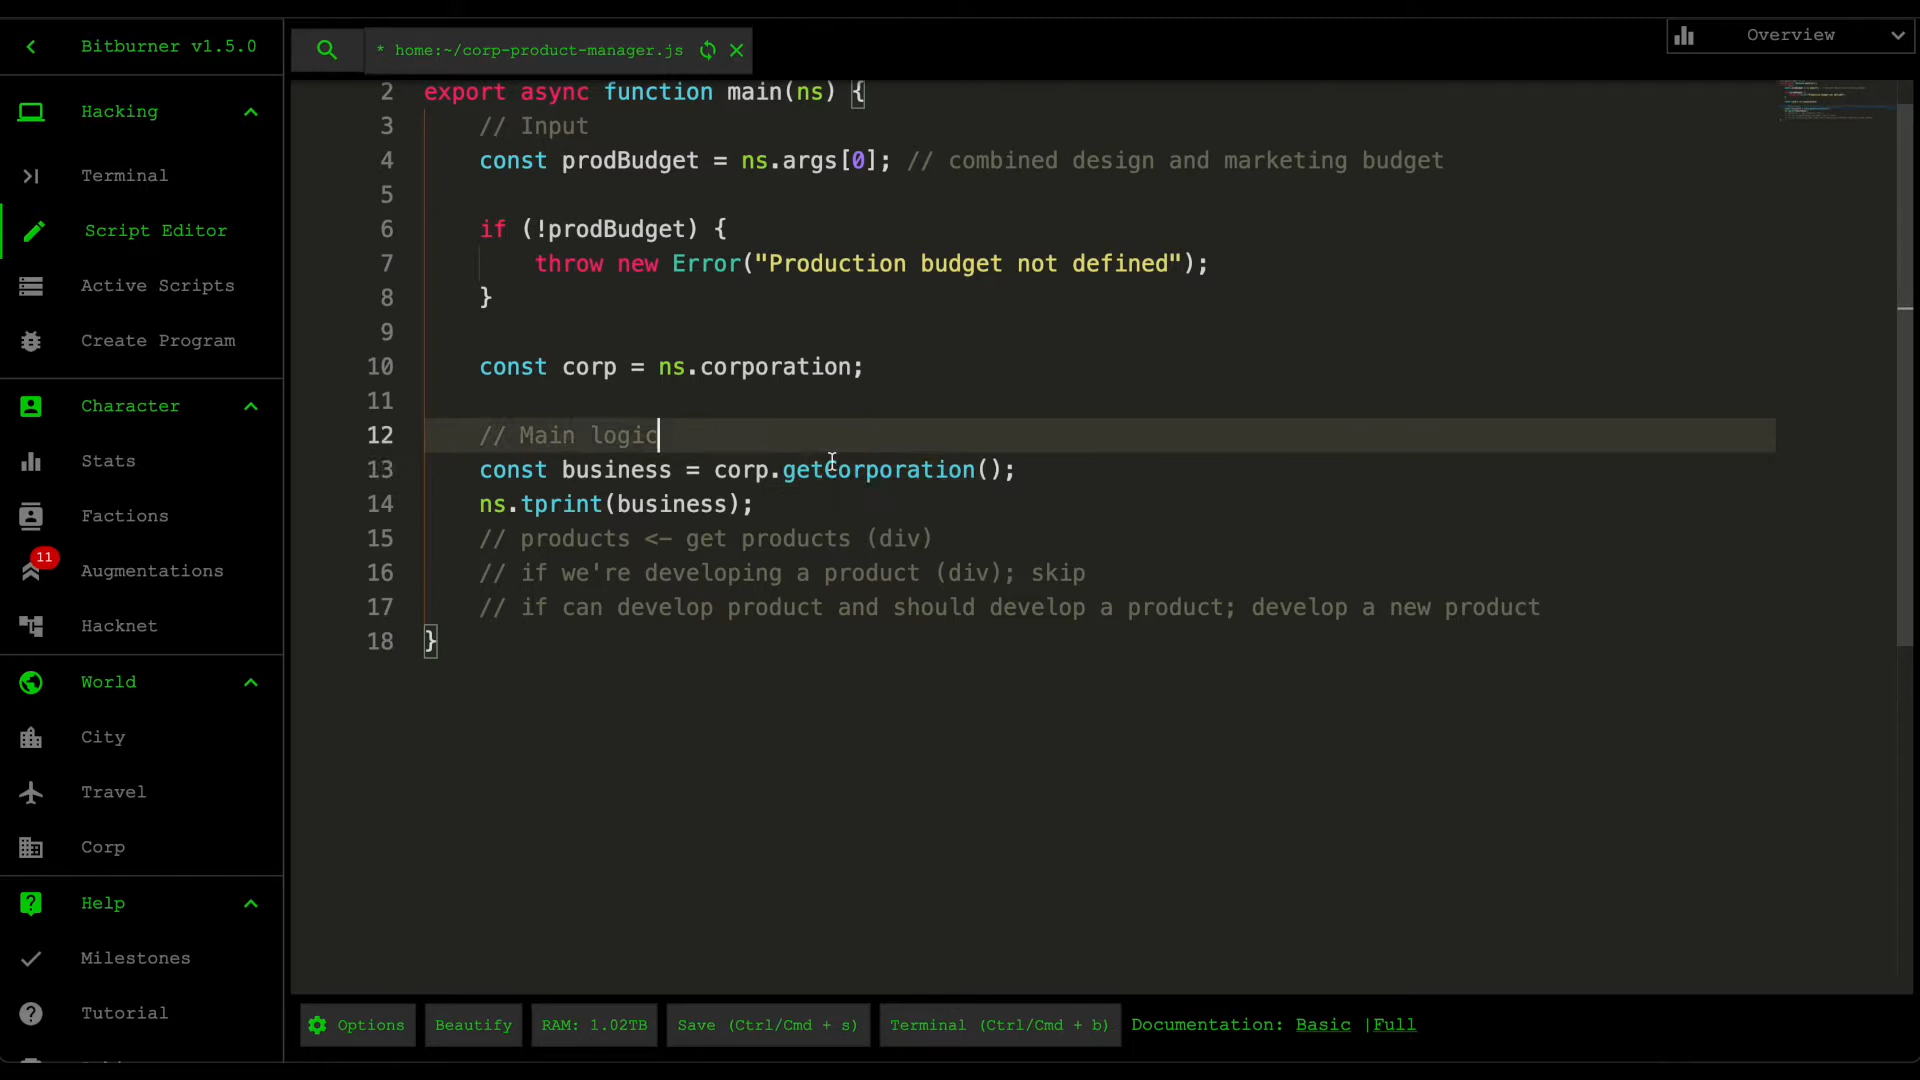 Bitburner v1.5.0
Hacking
Terminal
Script Editor
Active Scripts
Create Program
Character
Stats
Factions
11
Augmentations
Hacknet
World
City
Travel
Corp
Help
Milestones
Tutorial
* home:~/corp-product-manager.js
Overview
2 export async function main(ns) {
3 // Input
4 const prodBudget = ns.args[0]; // combined design and marketing budget
5
6 if (!prodBudget) {
7 throw new Error("Production budget not defined");
8 }
9
10 const corp = ns.corporation;
11
12 // Main logic
13 const business = corp.getCorporation();
14 ns.tprint(business);
15 // products <- get products (div)
16 // if we're developing a product (div); skip
17 // if can develop product and should develop a product; develop a new product
18 }
Options
Beautify
RAM: 1.02TB
Save (Ctrl/Cmd + s)
Terminal (Ctrl/Cmd + b)
Documentation: Basic |Full